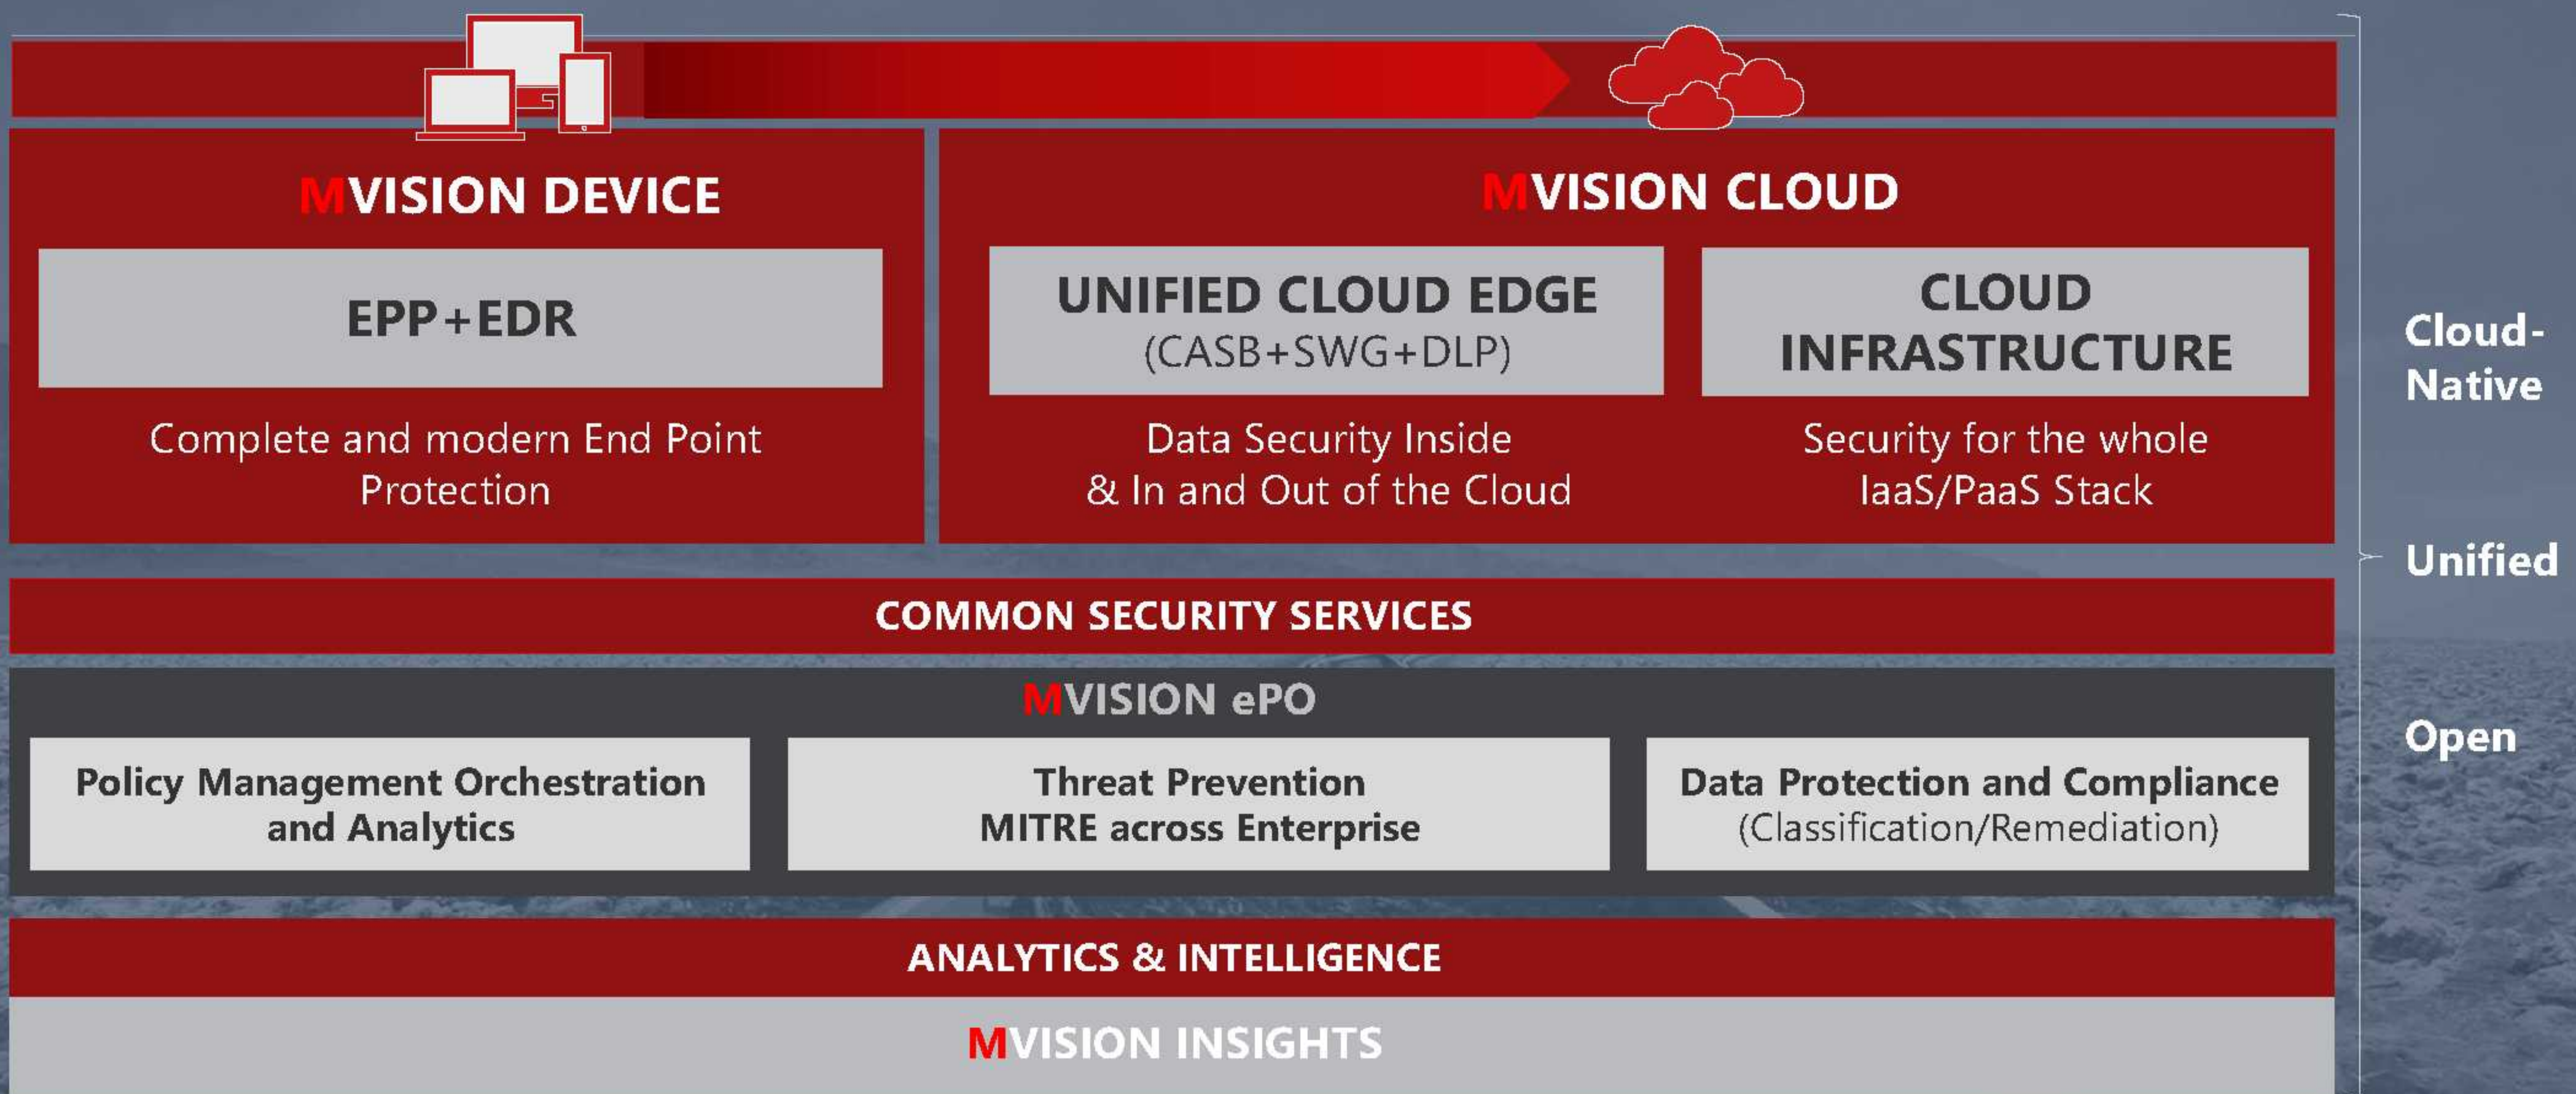 MVISION DEVICE
EPP+EDR
Complete and modern End Point
Protection
MVISION CLOUD
UNIFIED CLOUD EDGE
(CASB+SWG+DLP)
Data Security Inside
& In and Out of the Cloud
CLOUD
INFRASTRUCTURE
Security for the whole
IaaS/PaaS Stack
COMMON SECURITY SERVICES
MVISION ePO
Policy Management Orchestration
and Analytics
Threat Prevention
MITRE across Enterprise
Data Protection and Compliance
(Classification/Remediation)
ANALYTICS & INTELLIGENCE
MVISION INSIGHTS
Cloud-
Native
Unified
Open